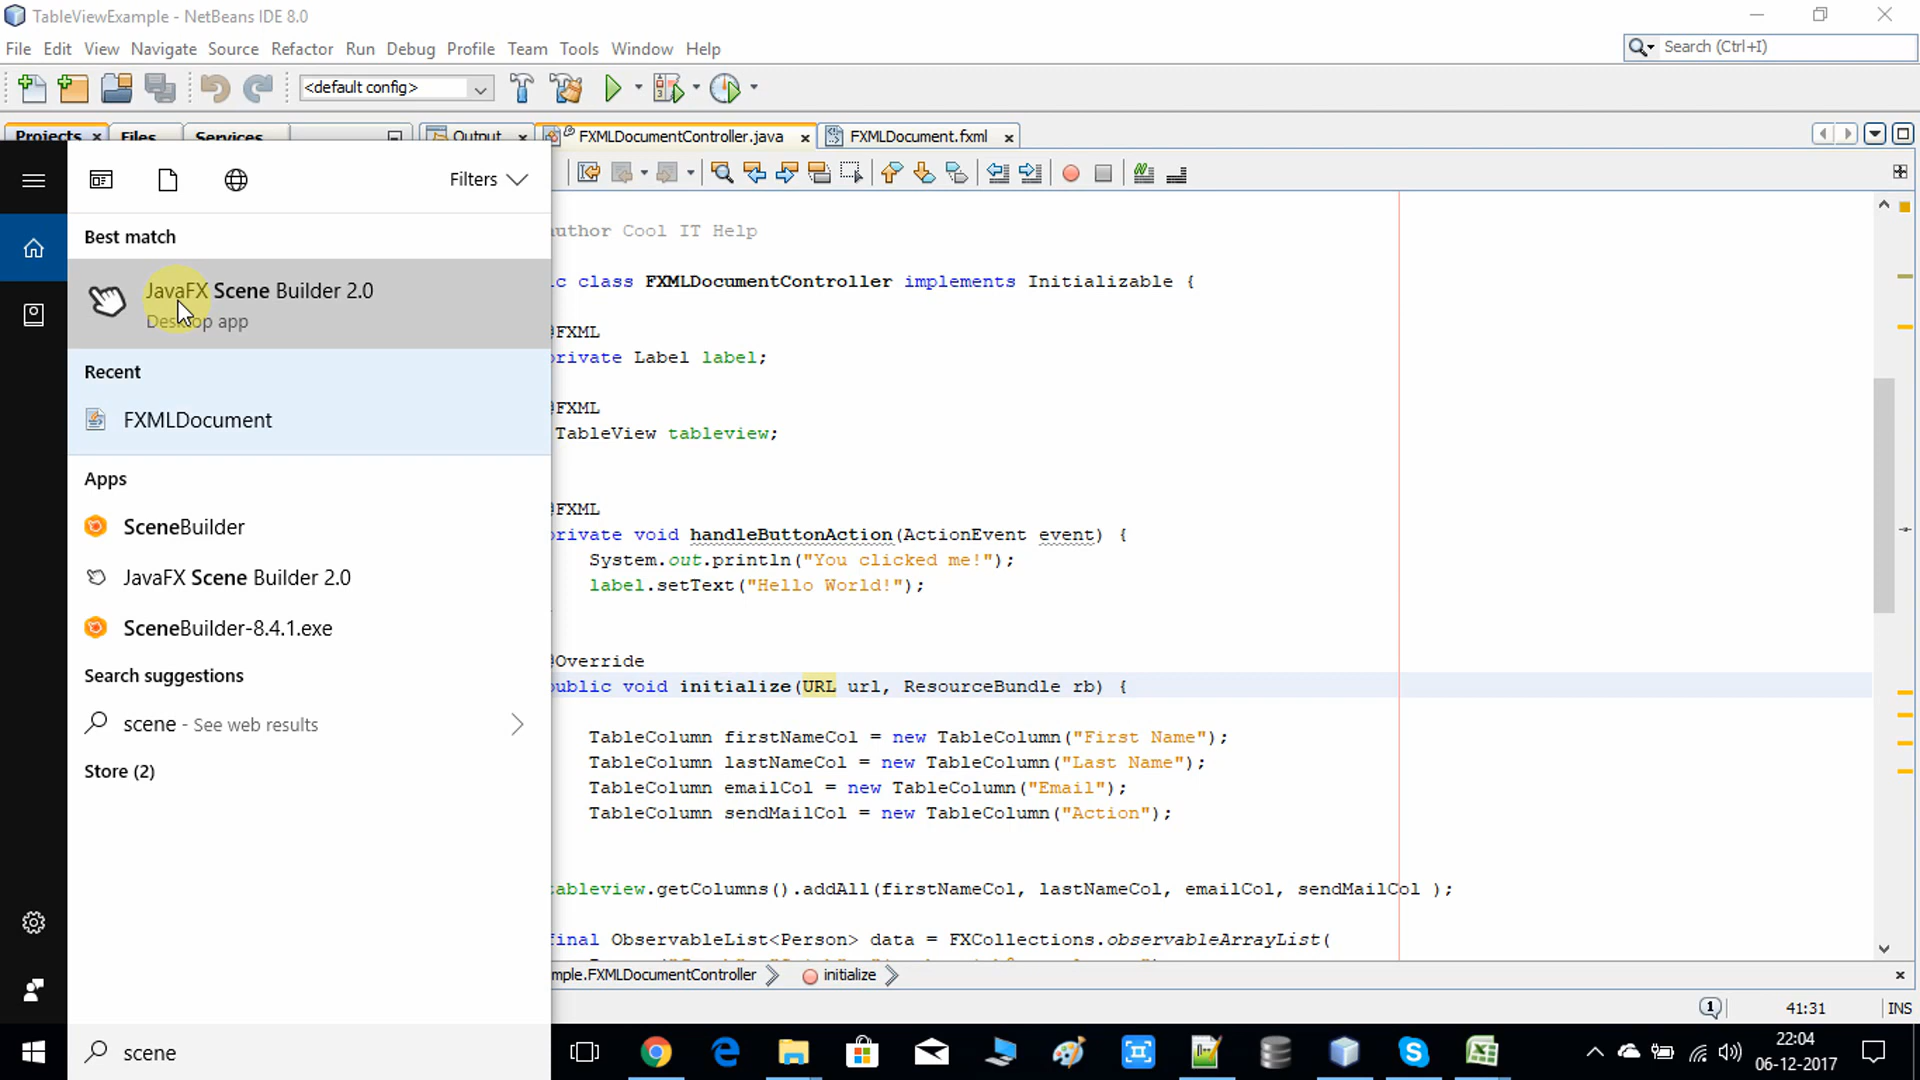 TableViewExample - NetBeans IDE 8.0
File Edit View Navigate Source Refactor Run Debug Profile Team Tools Window Help
Search (Ctrl+I)
<default config>
Projects Files Services Output FXMLDocumentController.java FXMLDocument.fxml
Filters
Best match
JavaFX Scene Builder 2.0
Desktop app
Recent
FXMLDocument
Apps
SceneBuilder
JavaFX Scene Builder 2.0
SceneBuilder-8.4.1.exe
Search suggestions
scene - See web results
Store (2)
scene
author Cool IT Help
c class FXMLDocumentController implements Initializable {
@FXML
private Label label;
@FXML
TableView tableview;
@FXML
private void handleButtonAction(ActionEvent event) {
System.out.println("You clicked me!");
label.setText("Hello World!");
@Override
public void initialize(URL url, ResourceBundle rb) {
TableColumn firstNameCol = new TableColumn("First Name");
TableColumn lastNameCol = new TableColumn("Last Name");
TableColumn emailCol = new TableColumn("Email");
TableColumn sendMailCol = new TableColumn("Action");
tableview.getColumns().addAll(firstNameCol, lastNameCol, emailCol, sendMailCol );
final ObservableList<Person> data = FXCollections.observableArrayList(
mple.FXMLDocumentController initialize
1 41:31 INS
22:04
06-12-2017